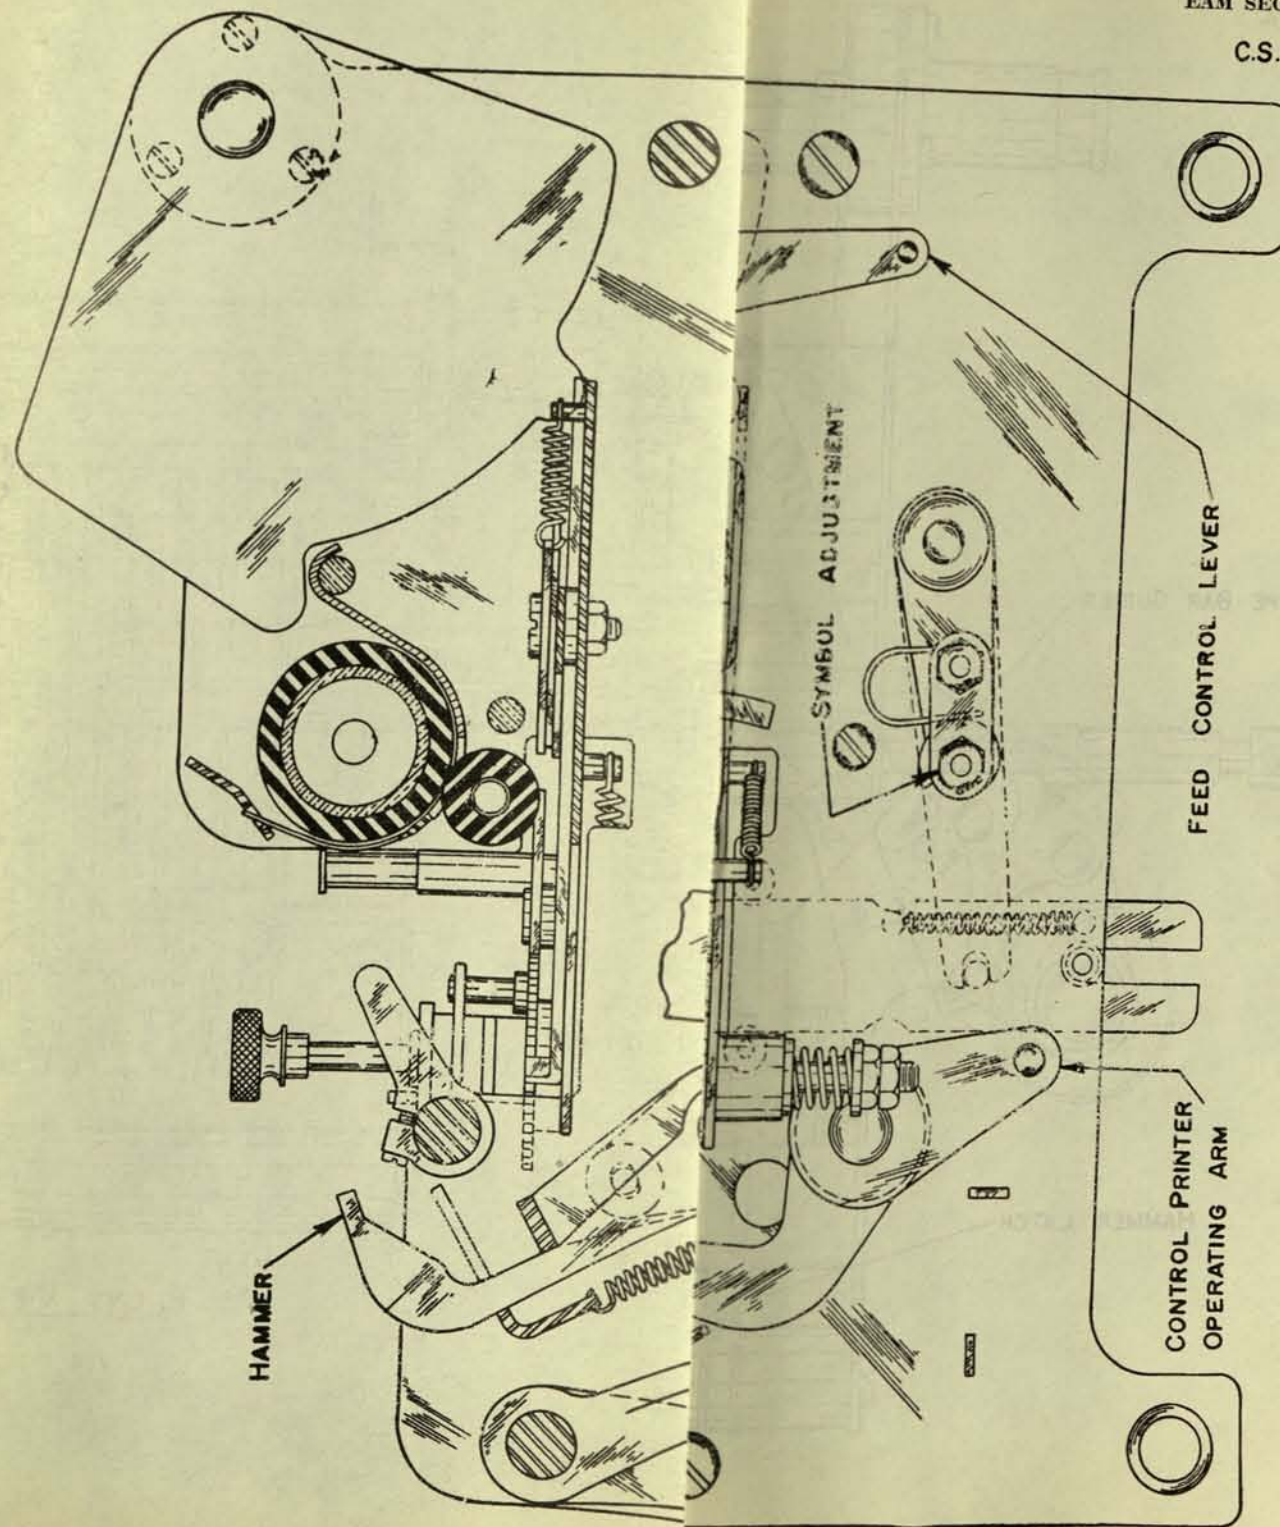 EAM SEC
C.S.
SYMBOL ADJUSTMENT
FEED CONTROL LEVER
HAMMER
CONTROL PRINTER
OPERATING ARM